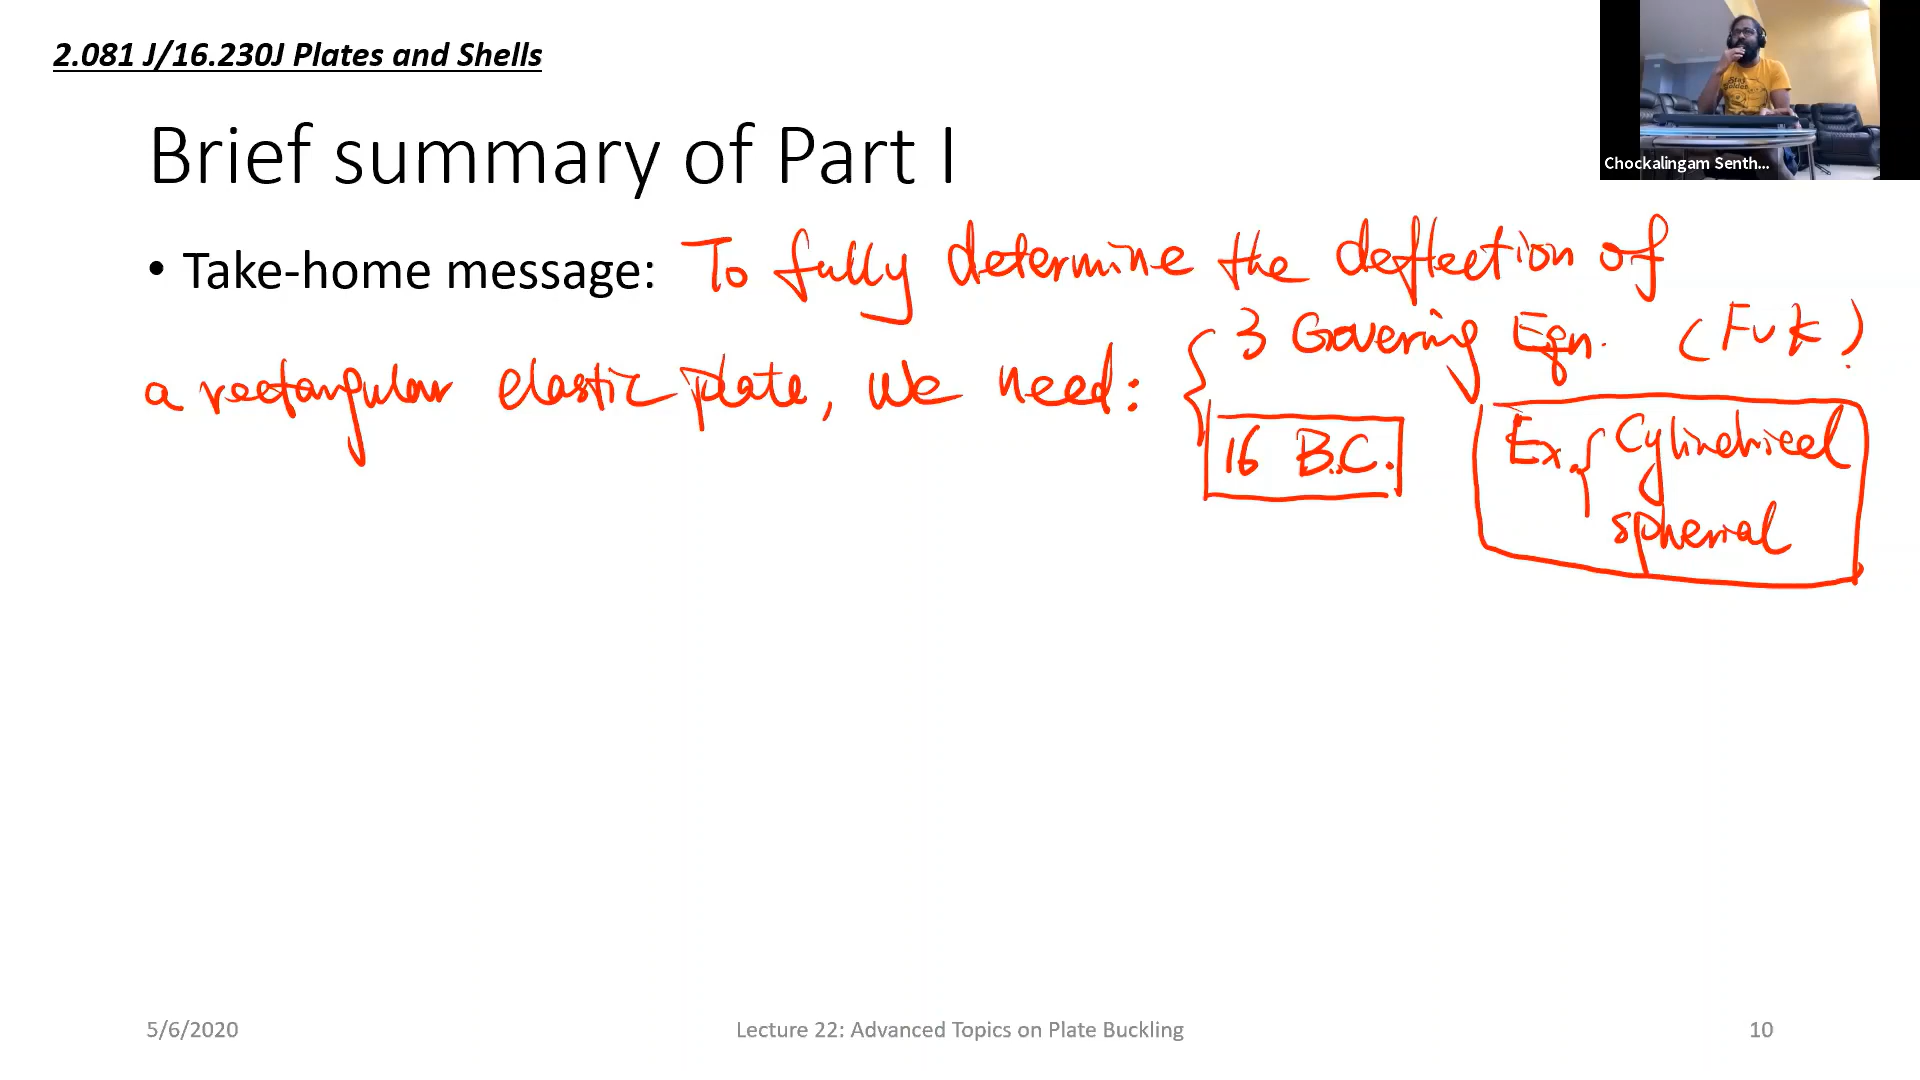 2.081 J/16.230J Plates and Shells
Chockalingam Senth...
Brief summary of Part I
• Take-home message: To fully determine the deflection of
a rectangular elastic plate, we need: { 3 Governing Eqn. (FvK)
16 B.C.
Ex. { Cylindrical
spherical
5/6/2020 Lecture 22: Advanced Topics on Plate Buckling 10